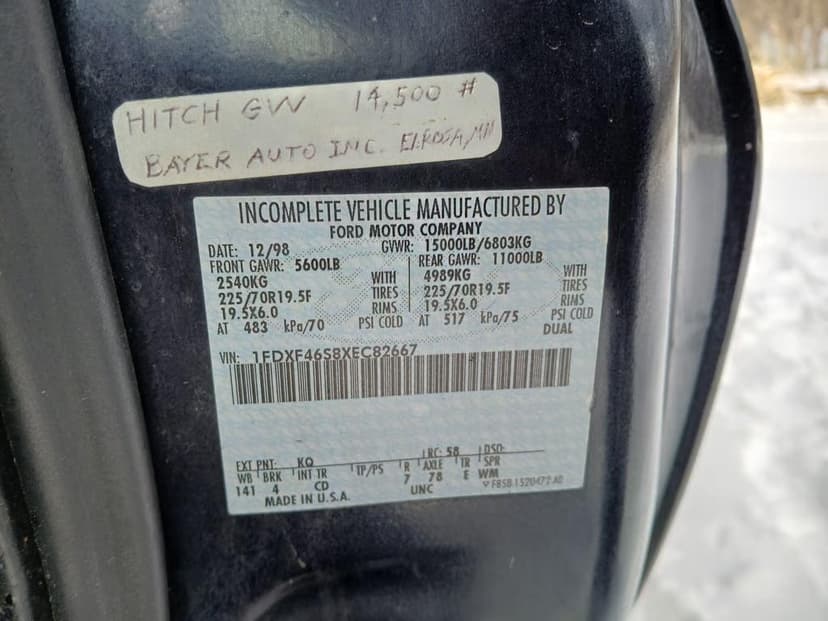 HITCH GW 14,500 #
BAYER AUTO INC. ELROSA, MN
INCOMPLETE VEHICLE MANUFACTURED BY
FORD MOTOR COMPANY
DATE: 12/98 GVWR: 15000LB/6803KG
FRONT GAWR: 5600LB REAR GAWR: 11000LB
2540KG WITH 4989KG WITH
225/70R19.5F TIRES 225/70R19.5F TIRES
19.5X6.0 RIMS 19.5X6.0 RIMS
AT 483 kPa/70 PSI COLD AT 517 kPa/75 PSI COLD
DUAL
VIN: 1FDXF46S8XEC82667
EXT PNT: KQ RC: 58 DSO:
WB BRK INT TR TP/PS R AXLE TR SPR
141 4 CD 7 78 E WM
MADE IN U.S.A. UNC F85B-1520472-AD